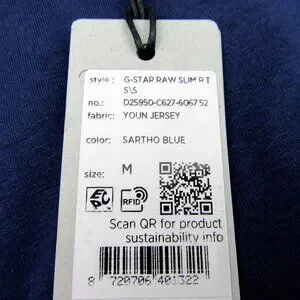 style : G-STAR RAW SLIM R T
S\S
no.: D25950-C627-6067 52
fabric: YOUN JERSEY
color: SARTHO BLUE
size: M
RFID
Scan QR for product
sustainability info
8 720706 401322